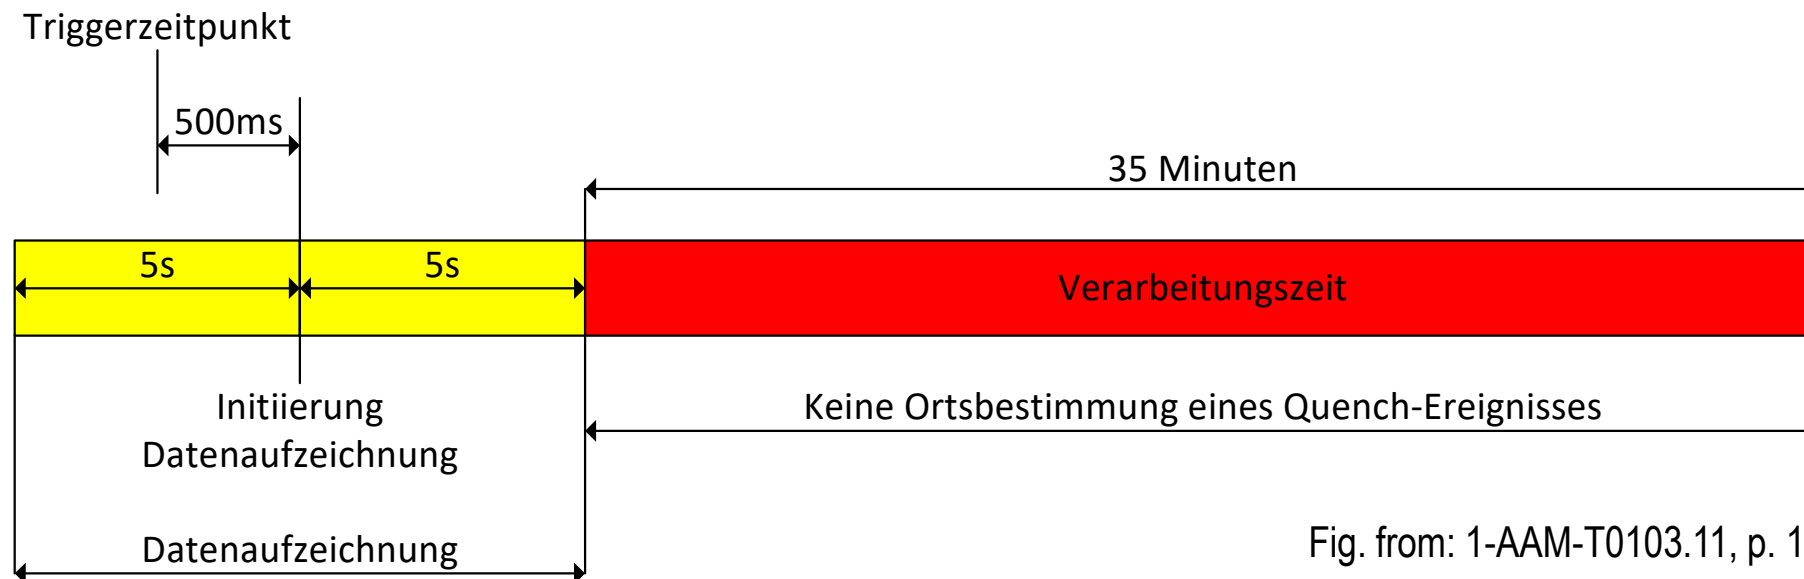 Triggerzeitpunkt
500ms
35 Minuten
5s
5s
Verarbeitungszeit
Initiierung
Datenaufzeichnung
Keine Ortsbestimmung eines Quench-Ereignisses
Datenaufzeichnung
Fig. from: 1-AAM-T0103.11, p. 1